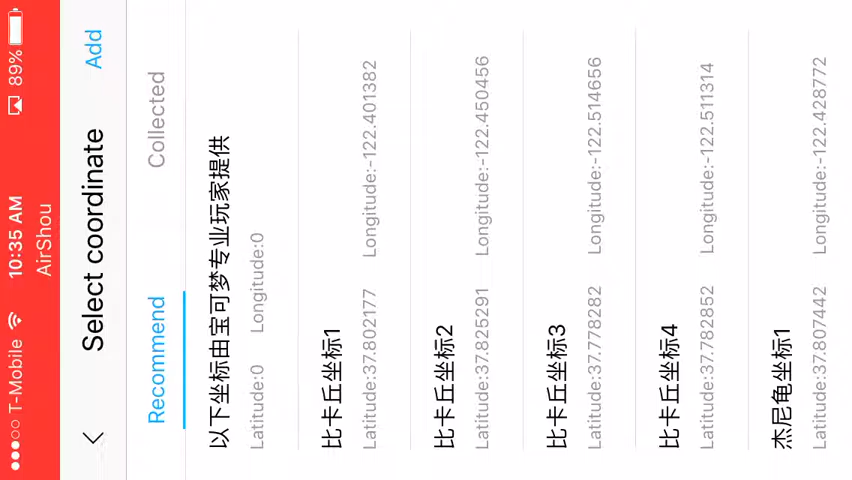 T-Mobile 10:35 AM 89%
AirShou
Select coordinate Add
Recommend Collected
以下坐标由宝可梦专业玩家提供
Latitude:0 Longitude:0
比卡丘坐标1
Latitude:37.802177 Longitude:-122.401382
比卡丘坐标2
Latitude:37.825291 Longitude:-122.450456
比卡丘坐标3
Latitude:37.778282 Longitude:-122.514656
比卡丘坐标4
Latitude:37.782852 Longitude:-122.511314
杰尼龟坐标1
Latitude:37.807442 Longitude:-122.428772